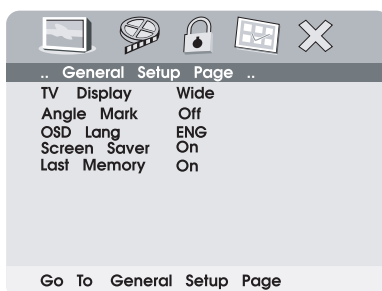 .. General Setup Page ..
TV Display Wide
Angle Mark Off
OSD Lang ENG
Screen Saver On
Last Memory On
Go To General Setup Page